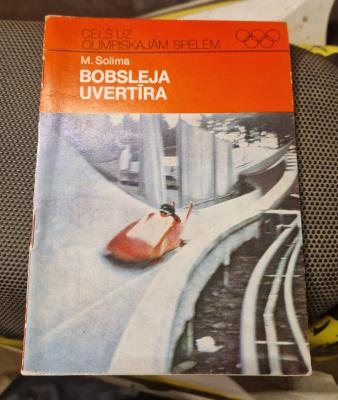 CEĻŠ UZ
OLIMPISKAJĀM SPĒLĒM
M. Solima
BOBSLEJA
UVERTĪRA